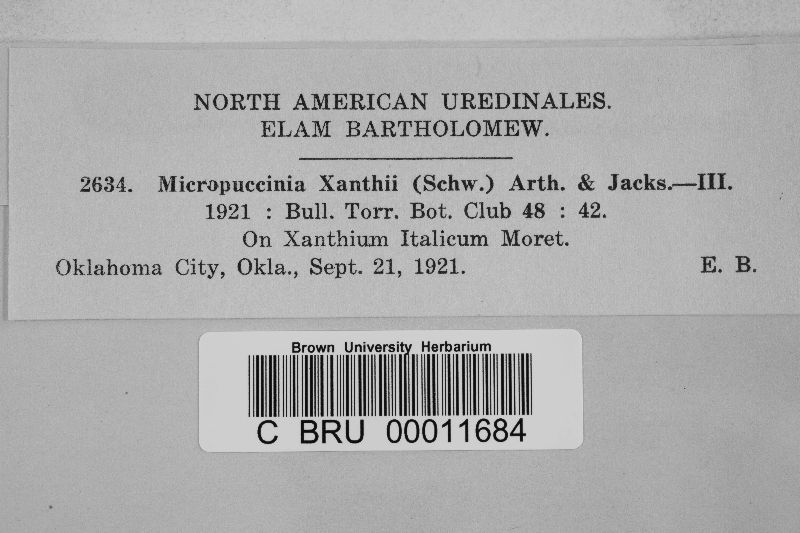 NORTH AMERICAN UREDINALES.
ELAM BARTHOLOMEW.
2634. Micropuccinia Xanthii (Schw.) Arth. & Jacks.—III.
1921 : Bull. Torr. Bot. Club 48 : 42.
On Xanthium Italicum Moret.
Oklahoma City, Okla., Sept. 21, 1921. E. B.
Brown University Herbarium
C BRU 00011684